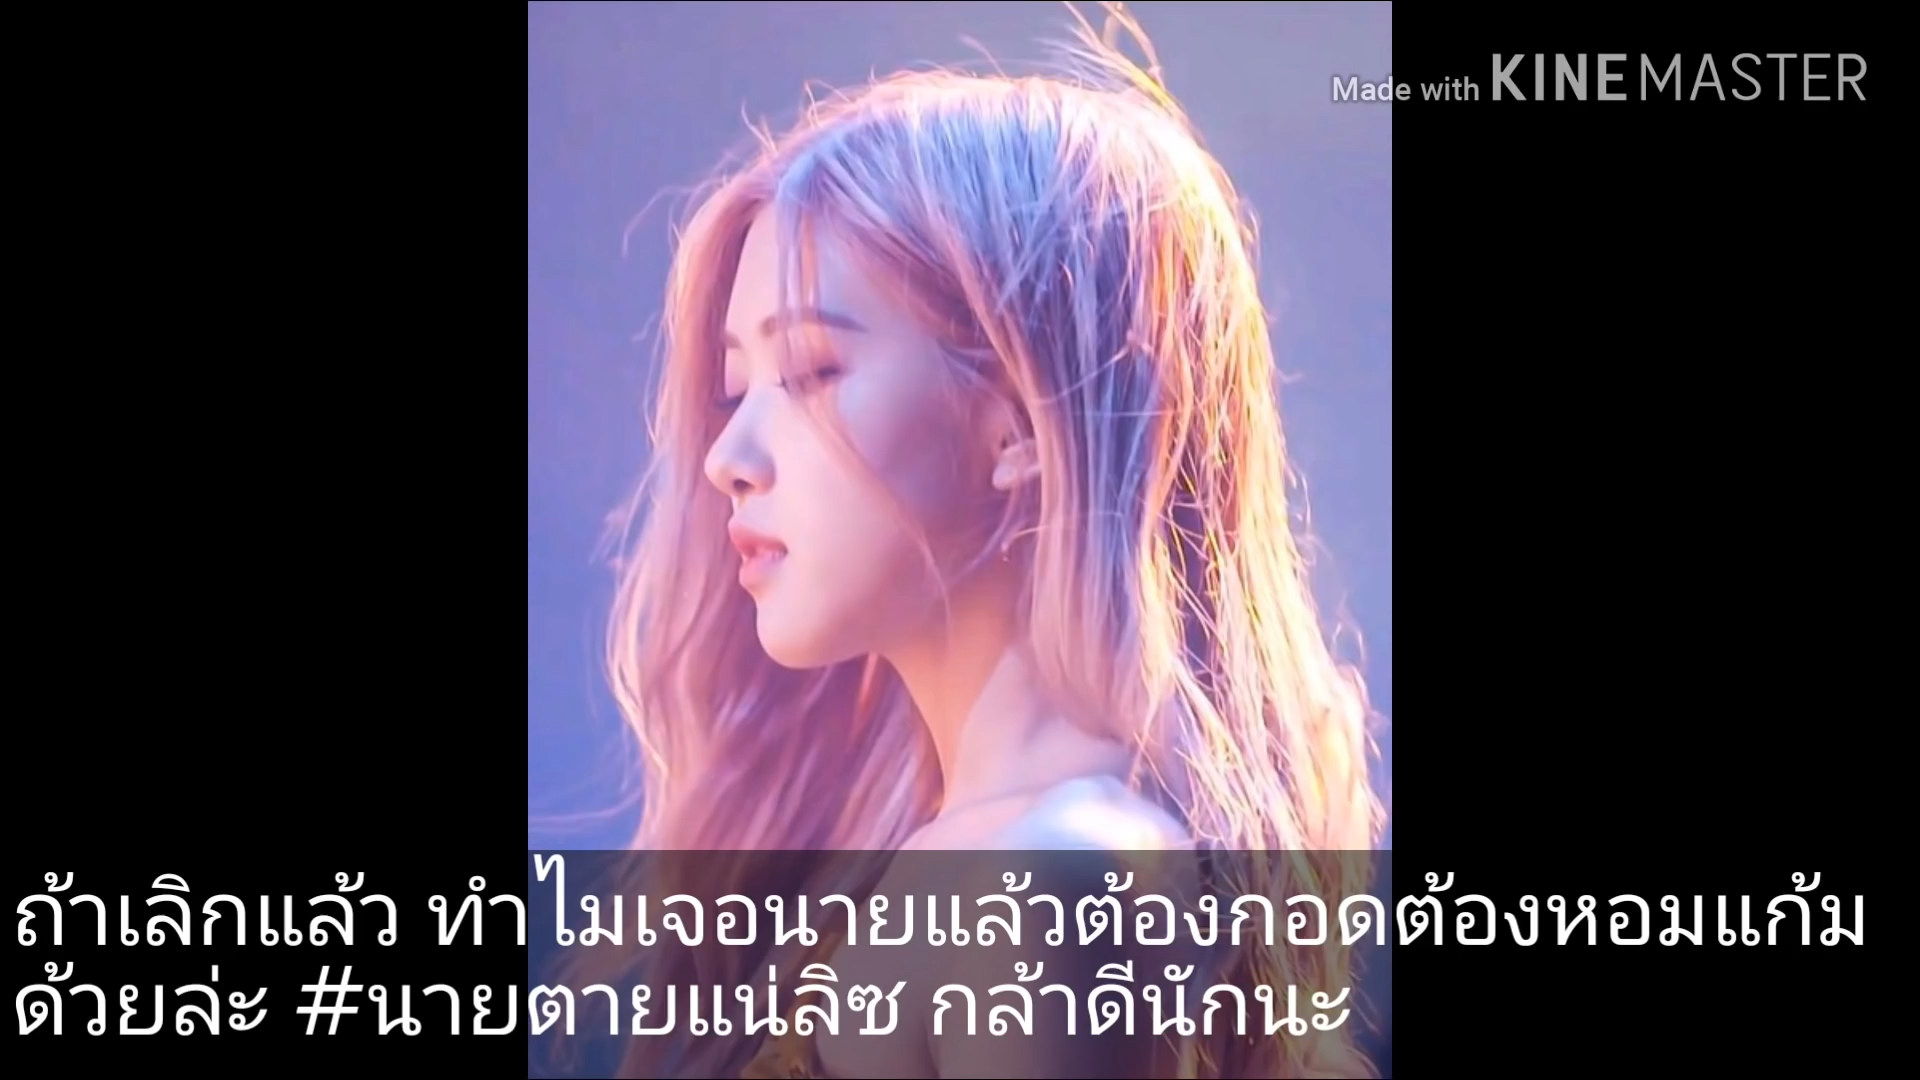 Made with KINEMASTER
ถ้าเลิกแล้ว ทำไมเจอนายแล้วต้องกอดต้องหอมแก้ม
ด้วยล่ะ #นายตายแน่ลิซ กล้าดีนักนะ